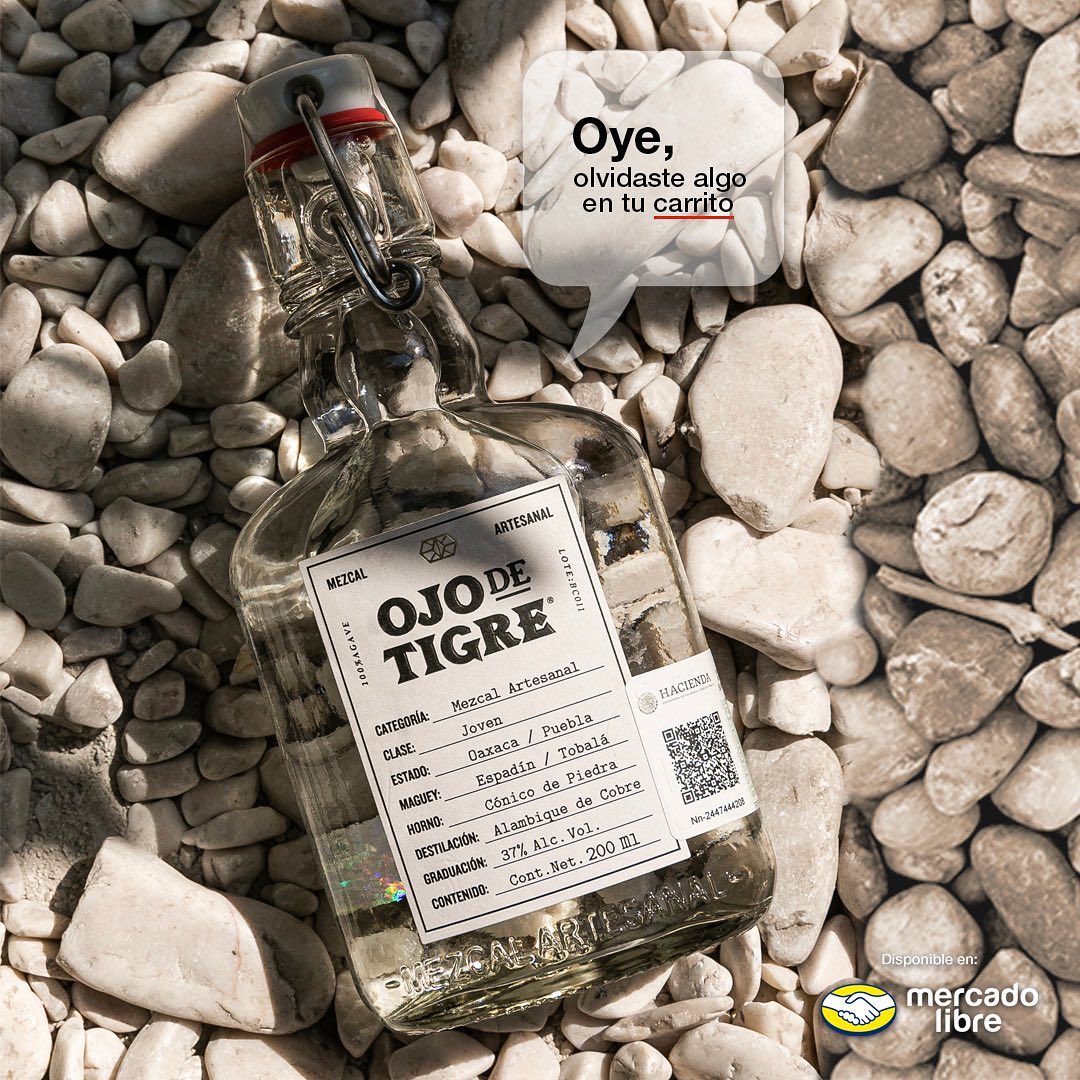 Oye,
olvidaste algo
en tu carrito
MEZCAL
ARTESANAL
100% AGAVE
LOTE: BC011
OJO DE
TIGRE®
CATEGORÍA: Mezcal Artesanal
CLASE: Joven
ESTADO: Oaxaca / Puebla
MAGUEY: Espadín / Tobalá
HORNO: Cónico de Piedra
DESTILACIÓN: Alambique de Cobre
GRADUACIÓN: 37% Alc. Vol.
CONTENIDO: Cont. Net. 200 ml
HACIENDA
Nn-2447444208
-MEZCAL ARTESANAL-
Disponible en:
mercado
libre